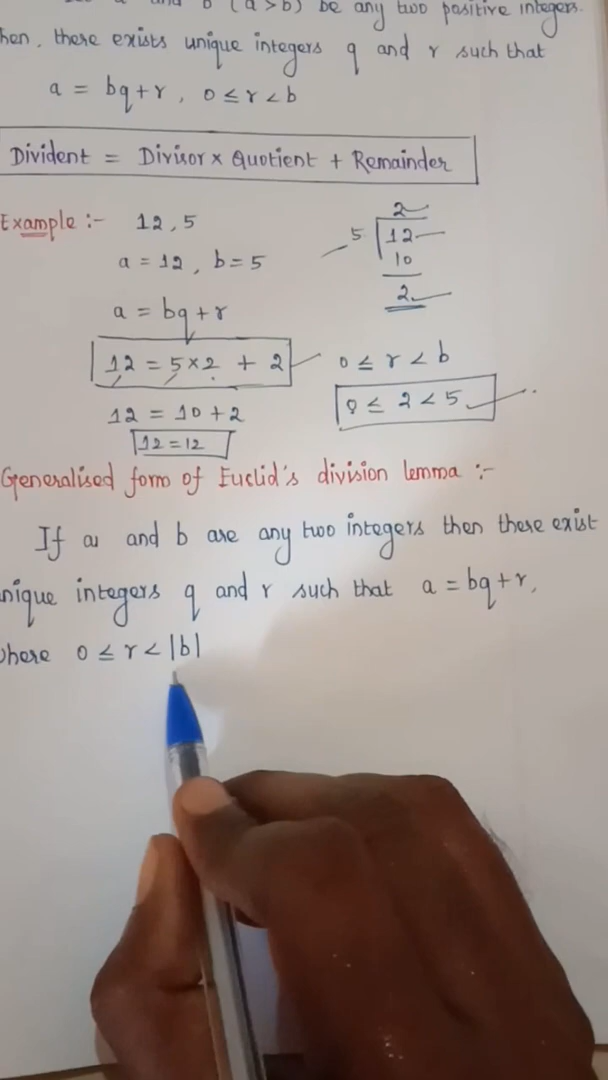 b (a>b) be any two positive integers.
hen, there exists unique integers q and r such that
a = bq+r, 0 ≤ r < b
Divident = Divisor × Quotient + Remainder
Example :- 12, 5
a = 12, b = 5
a = bq + r
12 = 5×2 + 2
12 = 10 + 2
12 = 12
2
5 12
10
2
0 ≤ r < b
0 ≤ 2 < 5
Generalised form of Euclid's division lemma :-
If a and b are any two integers then there exist
nique integers q and r such that a = bq + r,
here 0 ≤ r < |b|